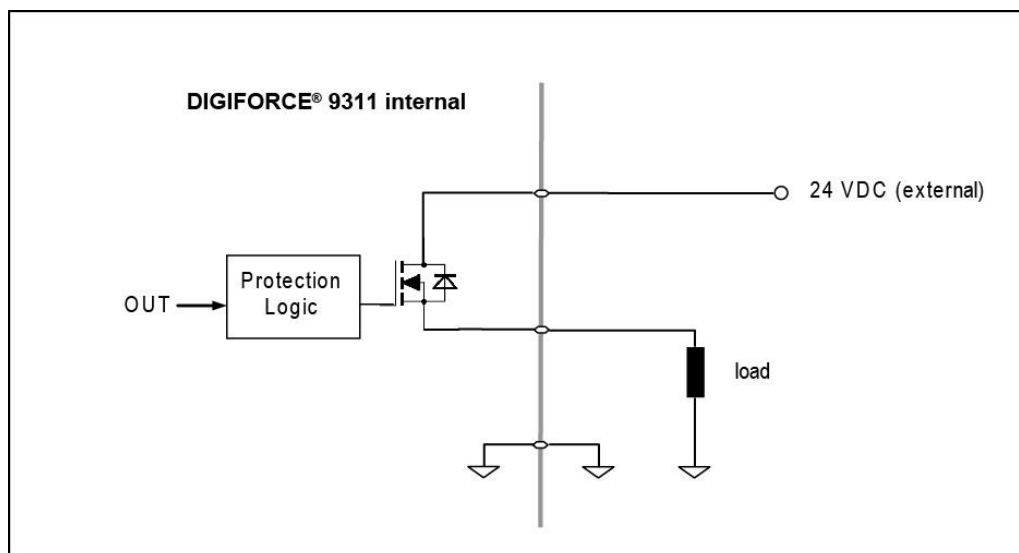 DIGIFORCE® 9311 internal
24 VDC (external)
Protection
Logic
OUT
load